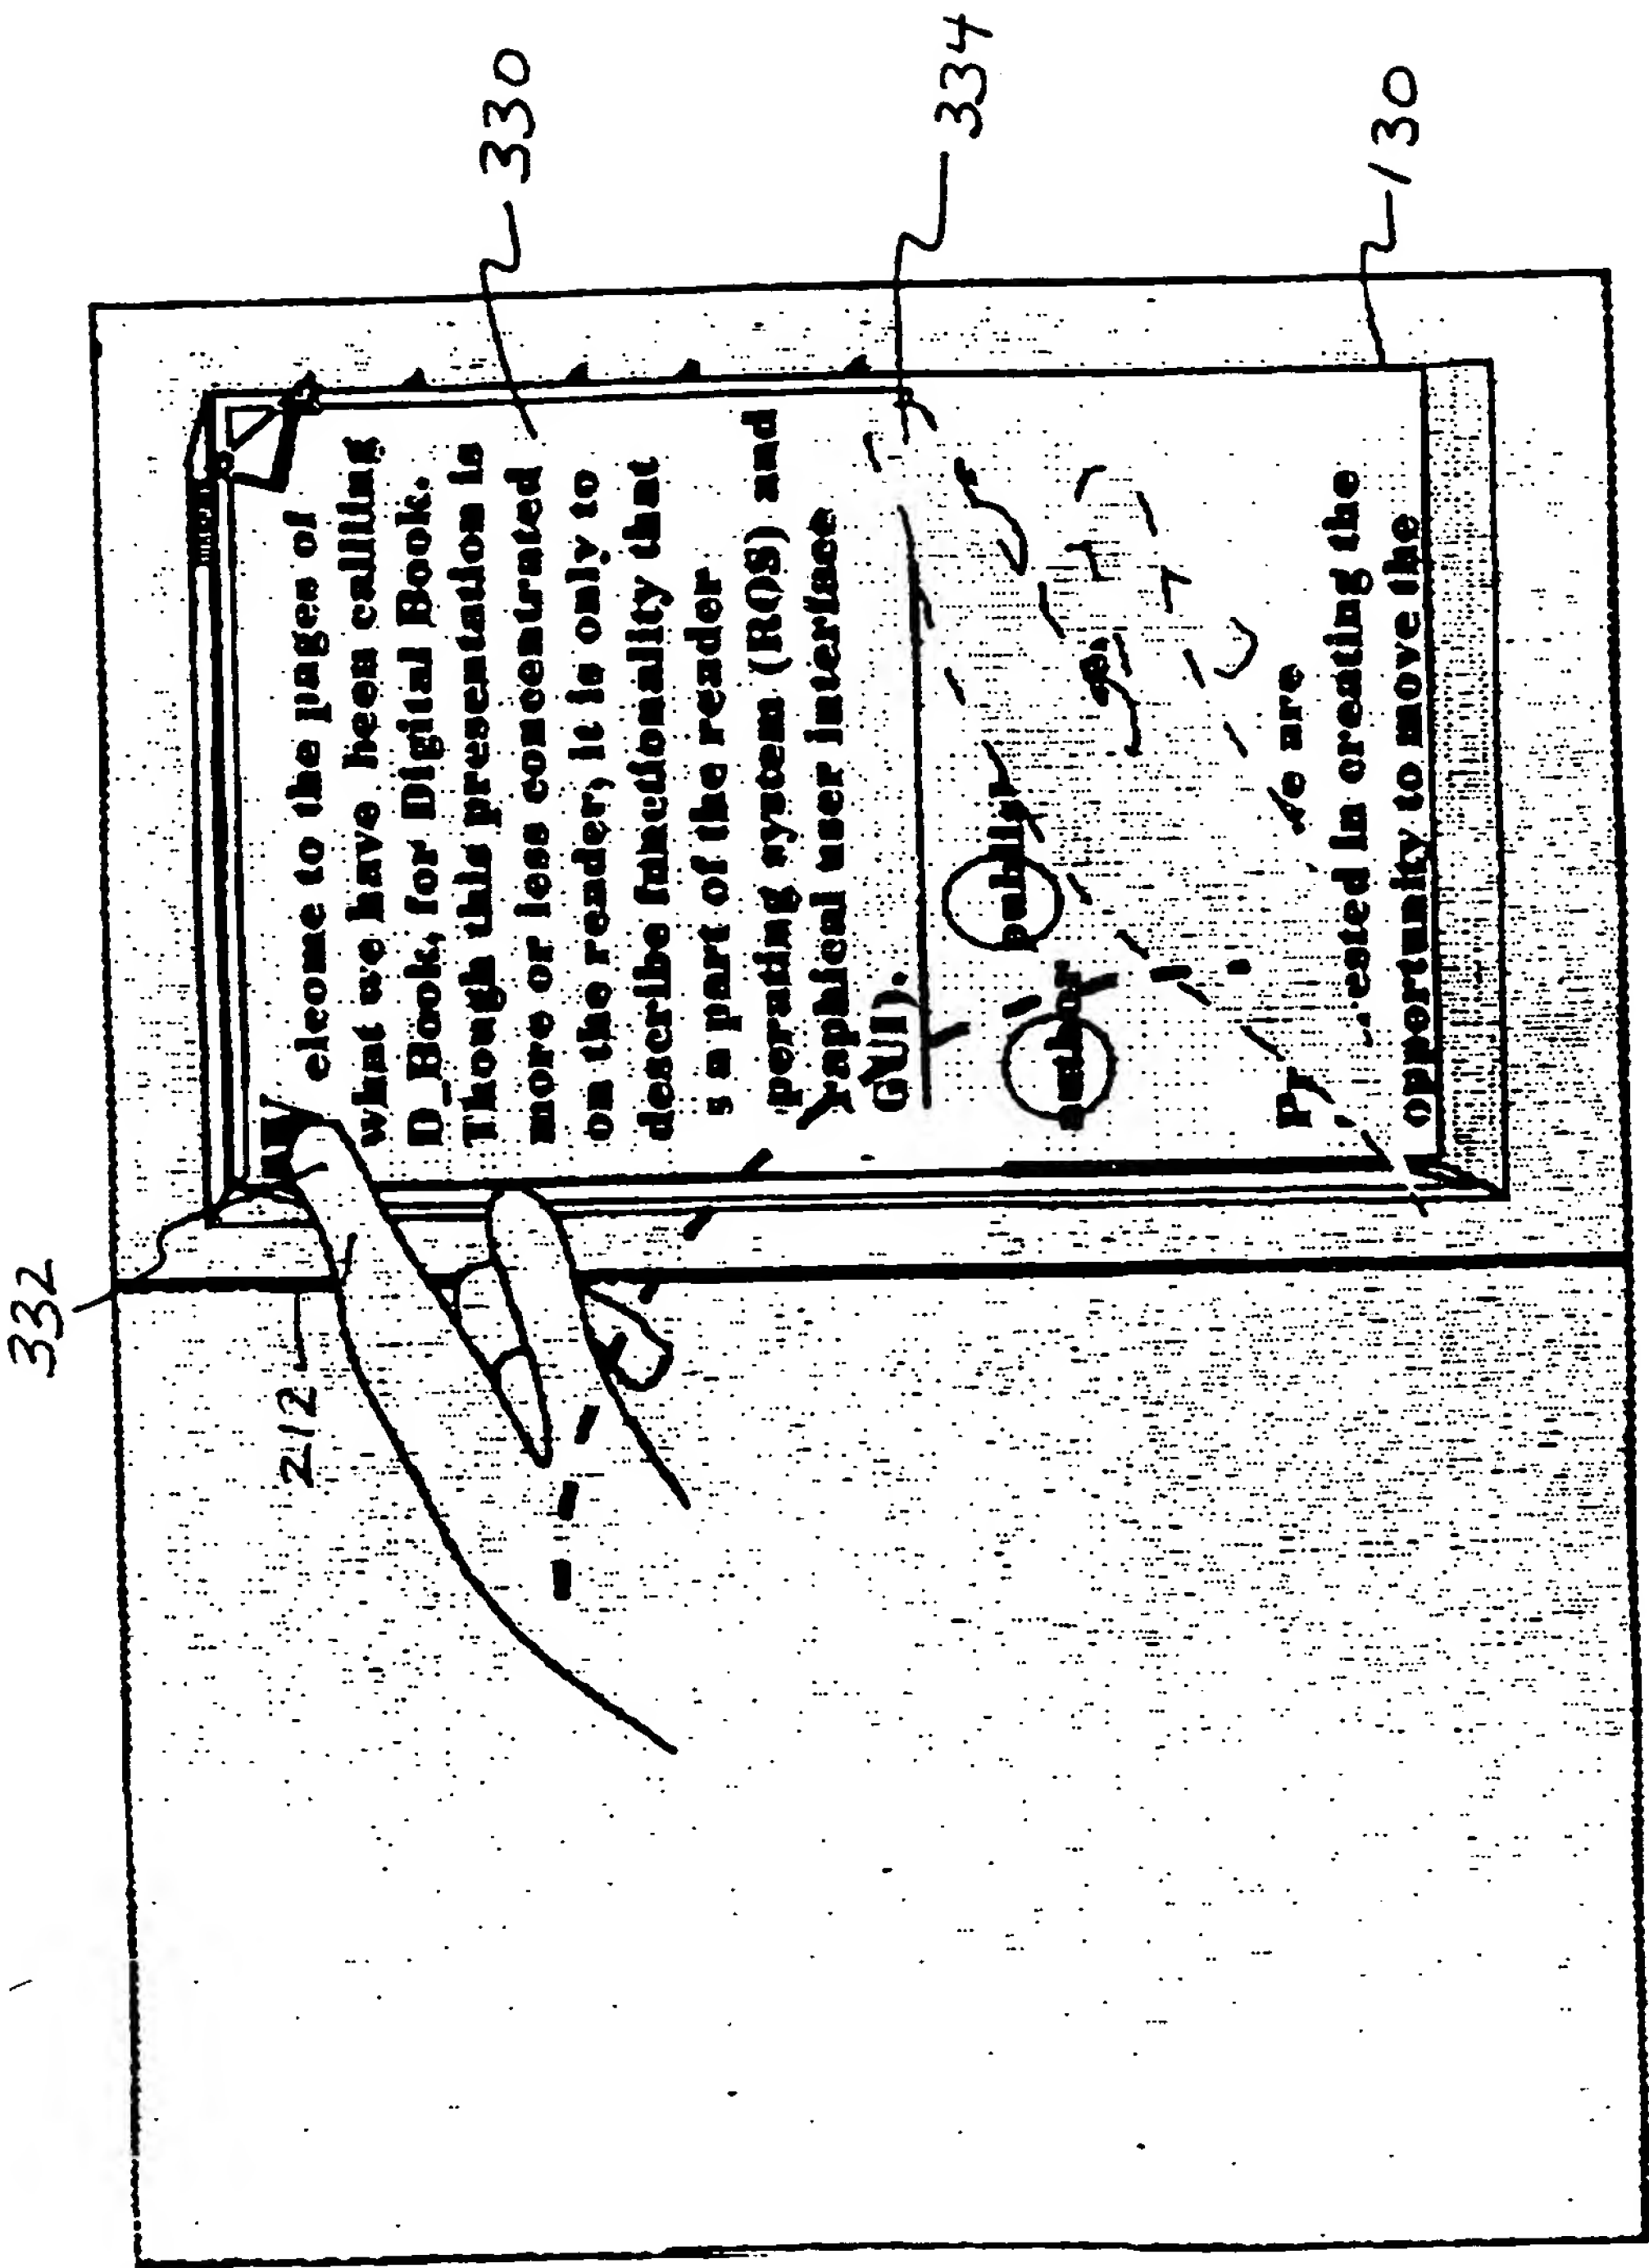 332
212
330
334
130
elcome to the pages of
what we have been calling
D_Book, for Digital Book.
Though this presentation is
more or less concentrated
on the reader, it is only to
describe functionality that
s a part of the reader
perating system (ROS) and
raphical user interface
GUI).
publi
author
Pr
e are
ested in creating the
opportunity to move the